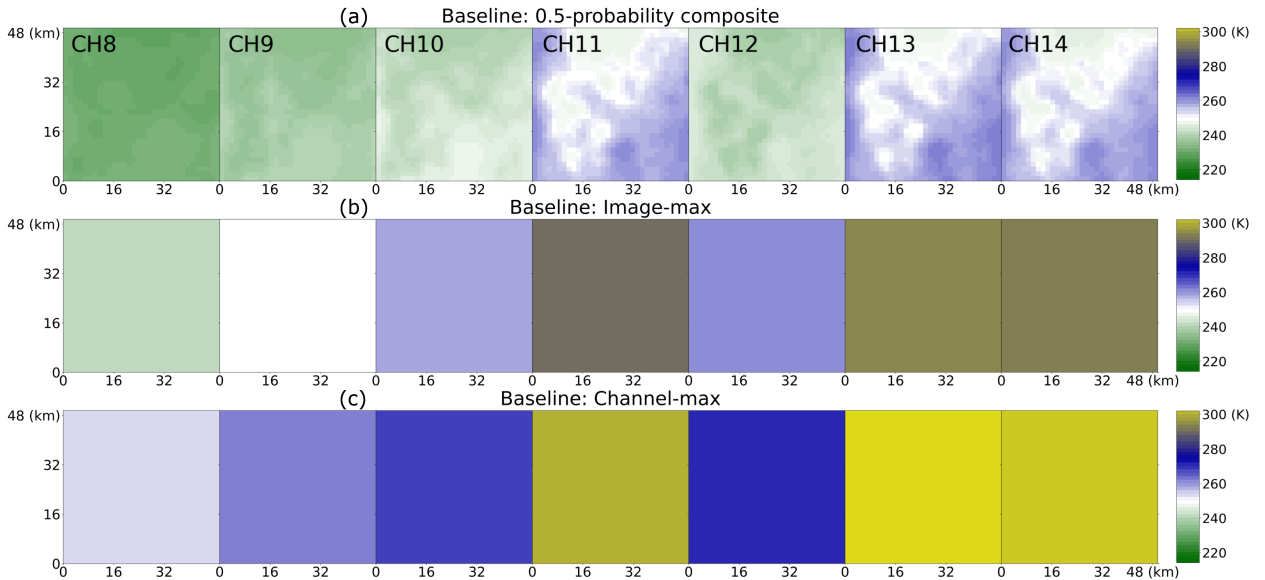 (a) Baseline: 0.5-probability composite
48 (km) CH8 CH9 CH10 CH11 CH12 CH13 CH14 300 (K)
280
32
260
16
240
220
0
0 16 32 0 16 32 0 16 32 0 16 32 0 16 32 0 16 32 0 16 32 48 (km)
(b) Baseline: Image-max
48 (km) 300 (K)
280
32
260
16
240
220
0
0 16 32 0 16 32 0 16 32 0 16 32 0 16 32 0 16 32 0 16 32 48 (km)
(c) Baseline: Channel-max
48 (km) 300 (K)
280
32
260
16
240
220
0
0 16 32 0 16 32 0 16 32 0 16 32 0 16 32 0 16 32 0 16 32 48 (km)